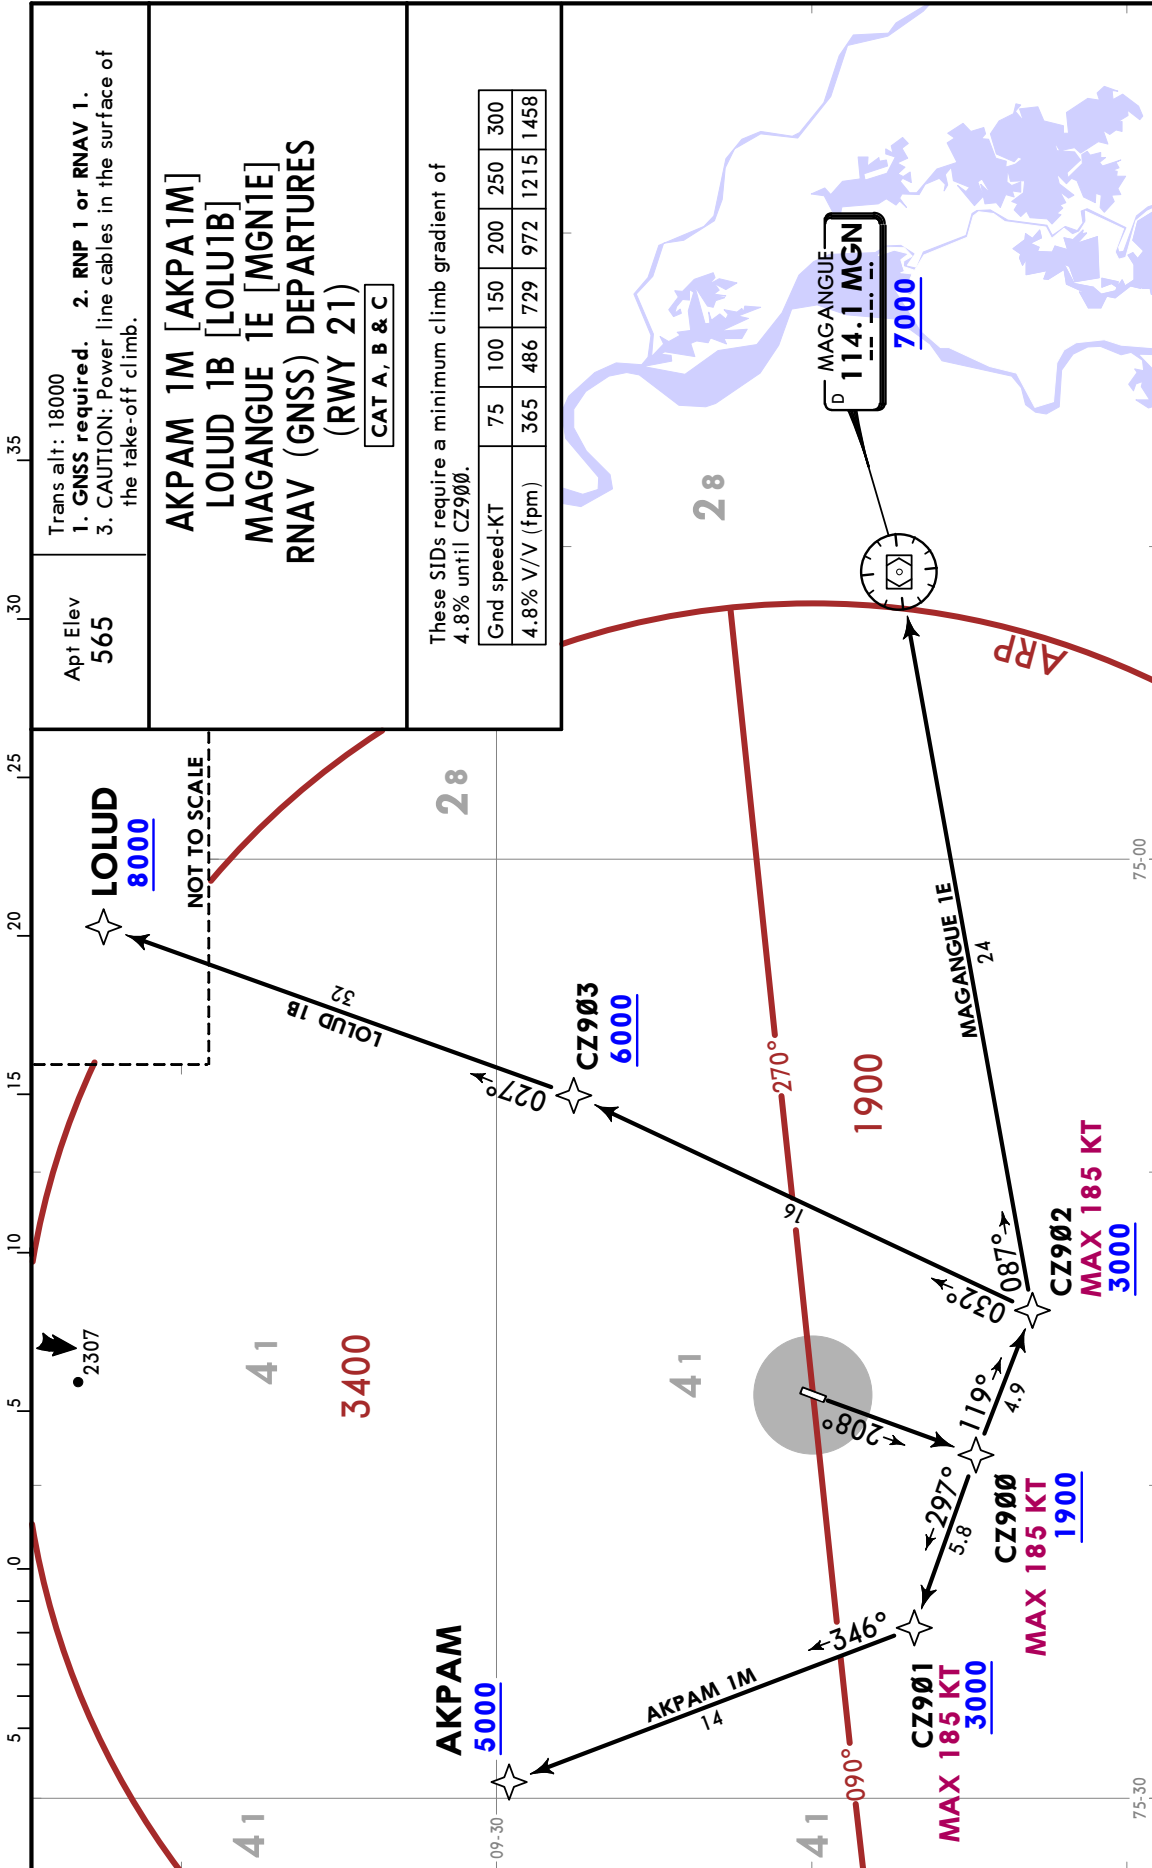 Apt Elev
565
Trans alt: 18000
1. GNSS required. 2. RNP 1 or RNAV 1.
3. CAUTION: Power line cables in the surface of
the take-off climb.
AKPAM 1M [AKPA1M]
LOLUD 1B [LOLU1B]
MAGANGUE 1E [MGN1E]
RNAV (GNSS) DEPARTURES
(RWY 21)
CAT A, B & C
These SIDs require a minimum climb gradient of
4.8% until CZ9ØØ.
Gnd speed-KT 75 100 150 200 250 300
4.8% V/V (fpm) 365 486 729 972 1215 1458
5 0 5 10 15 20 25 30 35
2307
LOLUD
8000
NOT TO SCALE
41
41
3400
28
AKPAM
5000
09-30
LOLUD 1B
32
027°
CZ9Ø3
6000
28
41
41
AKPAM 1M
14
346°
090°
270°
1900
16
208°
032°
ARP
D MAGANGUE
114.1 MGN
7000
MAGANGUE 1E
24
087°
CZ9Ø1
MAX 185 KT
3000
297°
5.8
CZ9ØØ
MAX 185 KT
1900
119°
4.9
CZ9Ø2
MAX 185 KT
3000
75-30
75-00